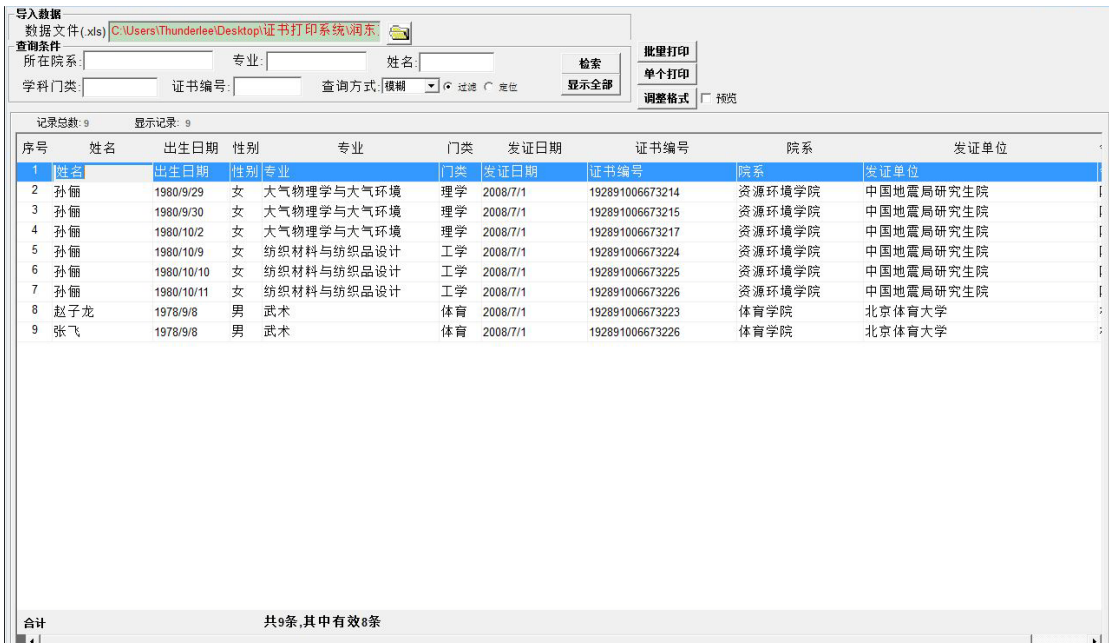 导入数据
数据文件(.xls) C:\Users\Thunderlee\Desktop\证书打印系统\润东.
查询条件
所在院系: 专业: 姓名: 检索 批里打印
学科门类: 证书编号: 查询方式: 模糊 过滤 定位 显示全部 单个打印
调整格式 预览
记录总数: 9 显示记录: 9
序号 姓名 出生日期 性别 专业 门类 发证日期 证书编号 院系 发证单位
1 姓名 出生日期 性别 专业 门类 发证日期 证书编号 院系 发证单位
2 孙俪 1980/9/29 女 大气物理学与大气环境 理学 2008/7/1 192891006673214 资源环境学院 中国地震局研究生院
3 孙俪 1980/9/30 女 大气物理学与大气环境 理学 2008/7/1 192891006673215 资源环境学院 中国地震局研究生院
4 孙俪 1980/10/2 女 大气物理学与大气环境 理学 2008/7/1 192891006673217 资源环境学院 中国地震局研究生院
5 孙俪 1980/10/9 女 纺织材料与纺织品设计 工学 2008/7/1 192891006673224 资源环境学院 中国地震局研究生院
6 孙俪 1980/10/10 女 纺织材料与纺织品设计 工学 2008/7/1 192891006673225 资源环境学院 中国地震局研究生院
7 孙俪 1980/10/11 女 纺织材料与纺织品设计 工学 2008/7/1 192891006673226 资源环境学院 中国地震局研究生院
8 赵子龙 1978/9/8 男 武术 体育 2008/7/1 192891006673223 体育学院 北京体育大学
9 张飞 1978/9/8 男 武术 体育 2008/7/1 192891006673226 体育学院 北京体育大学
合计 共9条,其中有效8条